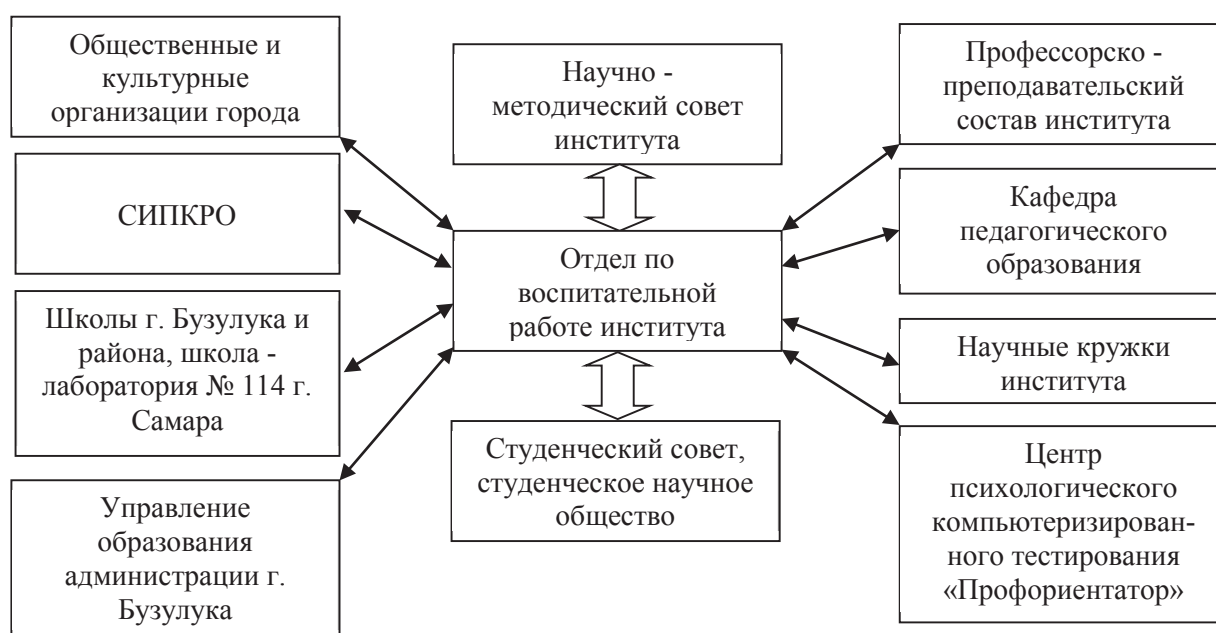 Общественные и
культурные
организации города
СИПКРО
Школы г. Бузулука и
района, школа -
лаборатория № 114 г.
Самара
Управление
образования
администрации г.
Бузулука
Научно -
методический совет
института
Отдел по
воспитательной
работе института
Студенческий совет,
студенческое научное
общество
Профессорско -
преподавательский
состав института
Кафедра
педагогического
образования
Научные кружки
института
Центр
психологического
компьютеризирован-
ного тестирования
«Профориентатор»